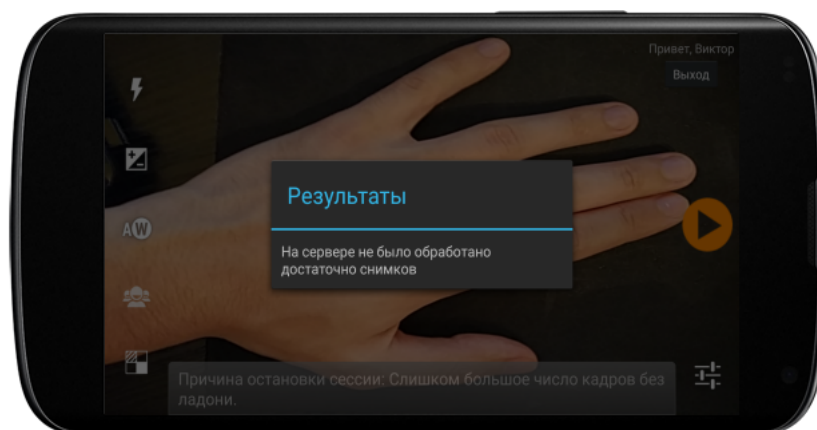 Привет, Виктор
Выход
AW
Результаты
На сервере не было обработано
достаточно снимков
Причина остановки сессии: Слишком большое число кадров без
ладони.